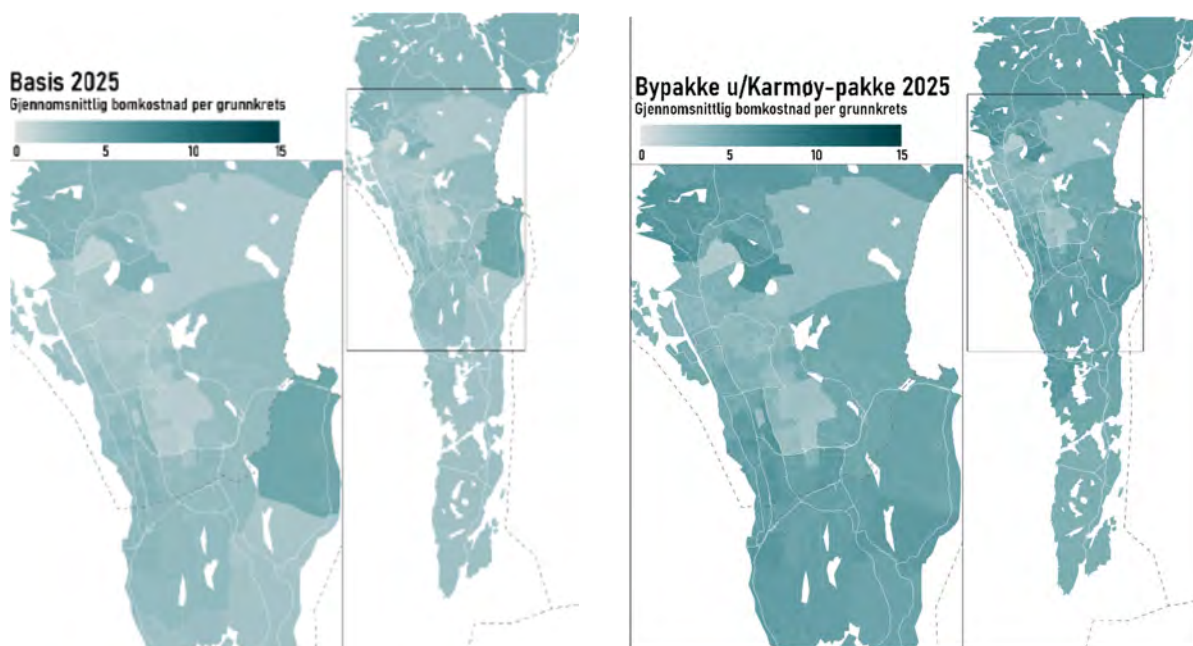 Basis 2025
Gjennomsnittlig bomkostnad per grunnkrets
0 5 10 15
Bypakke u/Karmøy-pakke 2025
Gjennomsnittlig bomkostnad per grunnkrets
0 5 10 15